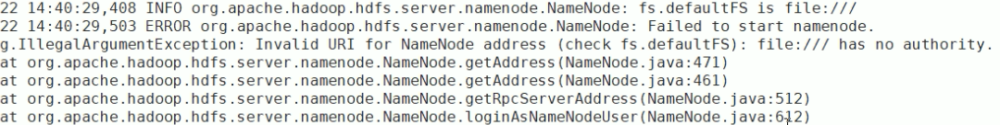 22 14:40:29,408 INFO org.apache.hadoop.hdfs.server.namenode.NameNode: fs.defaultFS is file:///
22 14:40:29,503 ERROR org.apache.hadoop.hdfs.server.namenode.NameNode: Failed to start namenode.
g.IllegalArgumentException: Invalid URI for NameNode address (check fs.defaultFS): file:/// has no authority.
at org.apache.hadoop.hdfs.server.namenode.NameNode.getAddress(NameNode.java:471)
at org.apache.hadoop.hdfs.server.namenode.NameNode.getAddress(NameNode.java:461)
at org.apache.hadoop.hdfs.server.namenode.NameNode.getRpcServerAddress(NameNode.java:512)
at org.apache.hadoop.hdfs.server.namenode.NameNode.loginAsNameNodeUser(NameNode.java:612)